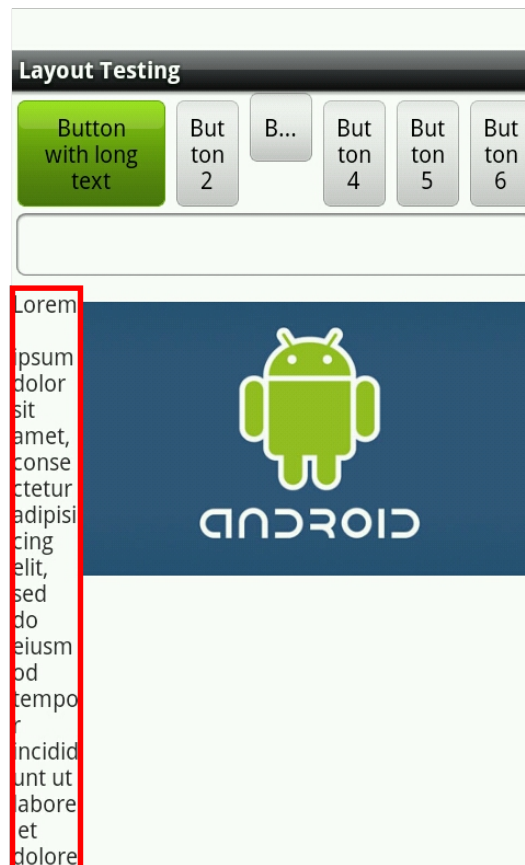 Layout Testing
Button
with long
text
But
ton
2
B...
But
ton
4
But
ton
5
But
ton
6
Lorem
ipsum
dolor
sit
amet,
conse
ctetur
adipisi
cing
elit,
sed
do
eiusm
od
tempo
r
incidid
unt ut
labore
et
dolore
ANDROID